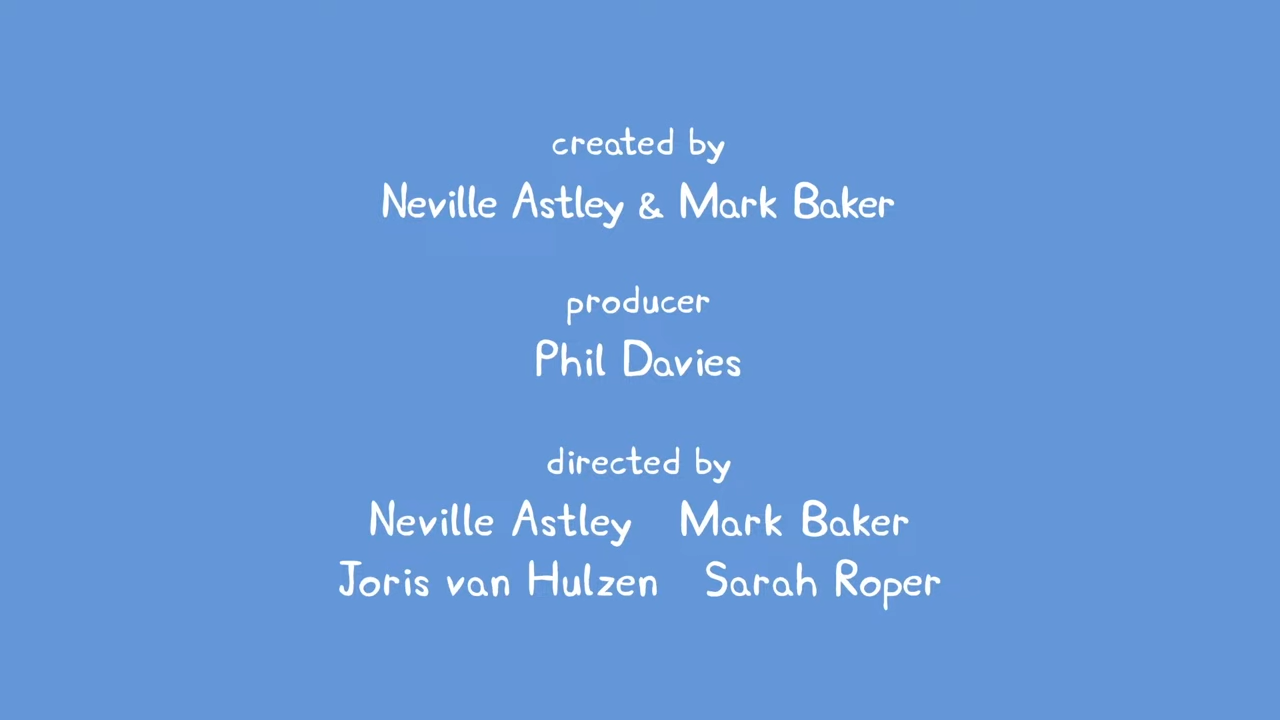 created by
Neville Astley & Mark Baker
producer
Phil Davies
directed by
Neville Astley Mark Baker
Joris van Hulzen Sarah Roper